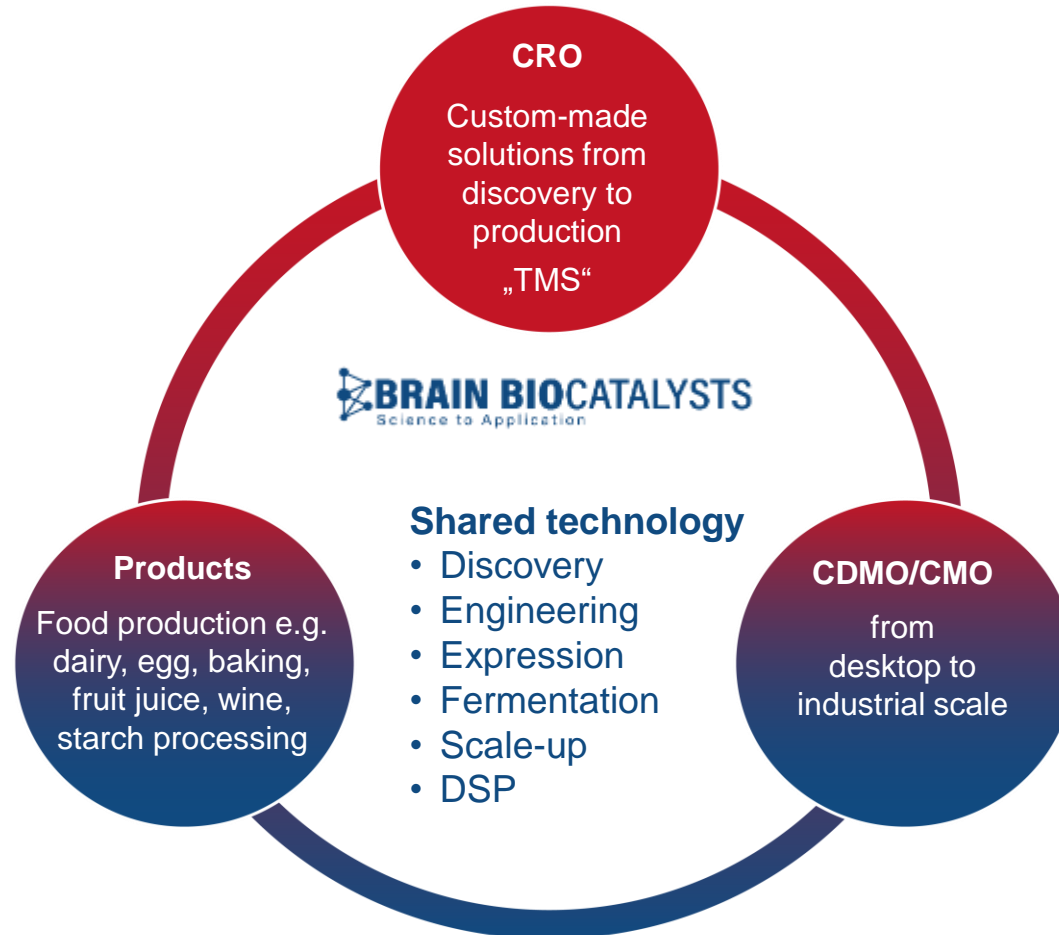 CRO
Custom-made
solutions from
discovery to
production
„TMS“
BRAIN BIOCATALYSTS
Science to Application
Shared technology
• Discovery
• Engineering
• Expression
• Fermentation
• Scale-up
• DSP
Products
Food production e.g.
dairy, egg, baking,
fruit juice, wine,
starch processing
CDMO/CMO
from
desktop to
industrial scale